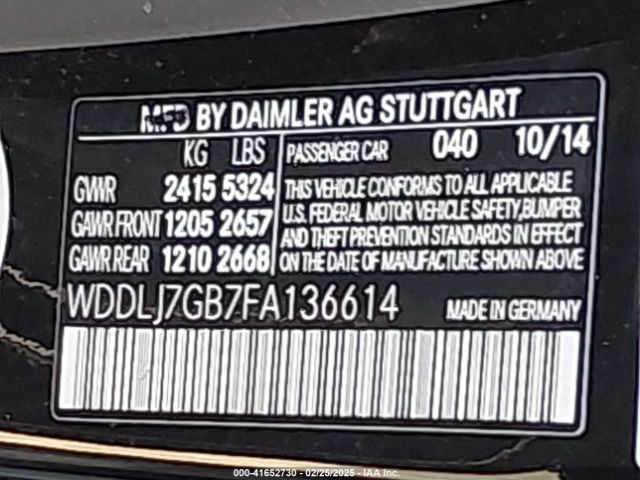 MFD BY DAIMLER AG STUTTGART
KG LBS
GVWR 2415 5324
GAWR FRONT 1205 2657
GAWR REAR 1210 2668
PASSENGER CAR 040 10/14
THIS VEHICLE CONFORMS TO ALL APPLICABLE
U.S. FEDERAL MOTOR VEHICLE SAFETY, BUMPER
AND THEFT PREVENTION STANDARDS IN EFFECT
ON THE DATE OF MANUFACTURE SHOWN ABOVE
WDDLJ7GB7FA136614 MADE IN GERMANY
000-41652730 - 02/25/2025 - IAA Inc.